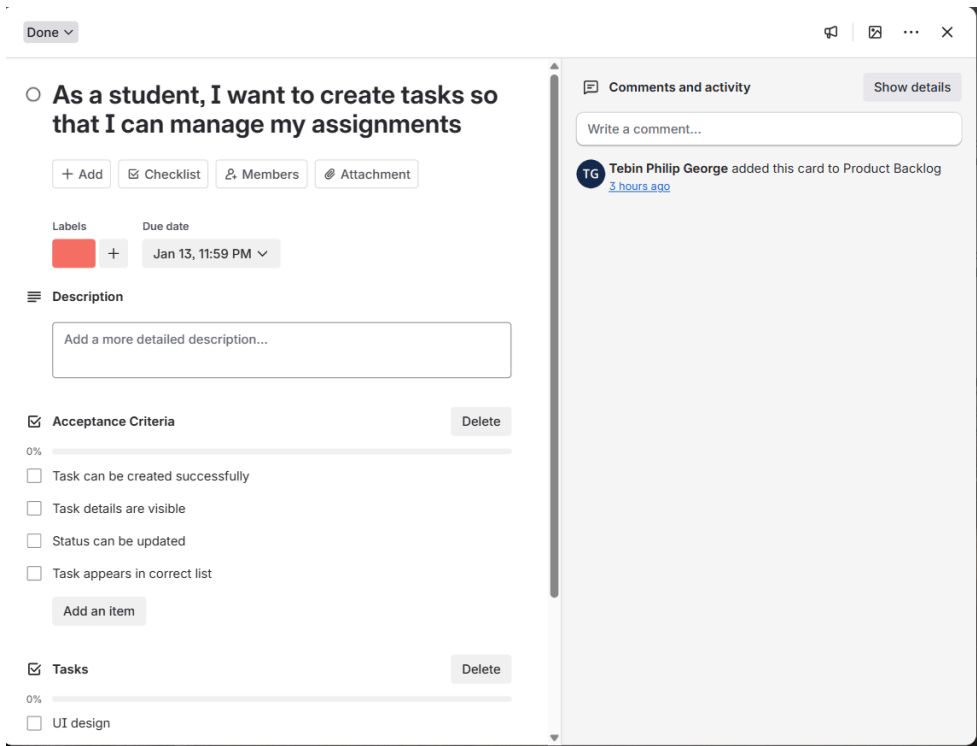 Done
As a student, I want to create tasks so
that I can manage my assignments
+ Add
Checklist
Members
Attachment
Labels
Due date
+
Jan 13, 11:59 PM
Description
Add a more detailed description...
Acceptance Criteria
Delete
0%
Task can be created successfully
Task details are visible
Status can be updated
Task appears in correct list
Add an item
Tasks
Delete
0%
UI design
Comments and activity
Show details
Write a comment...
TG
Tebin Philip George added this card to Product Backlog
3 hours ago